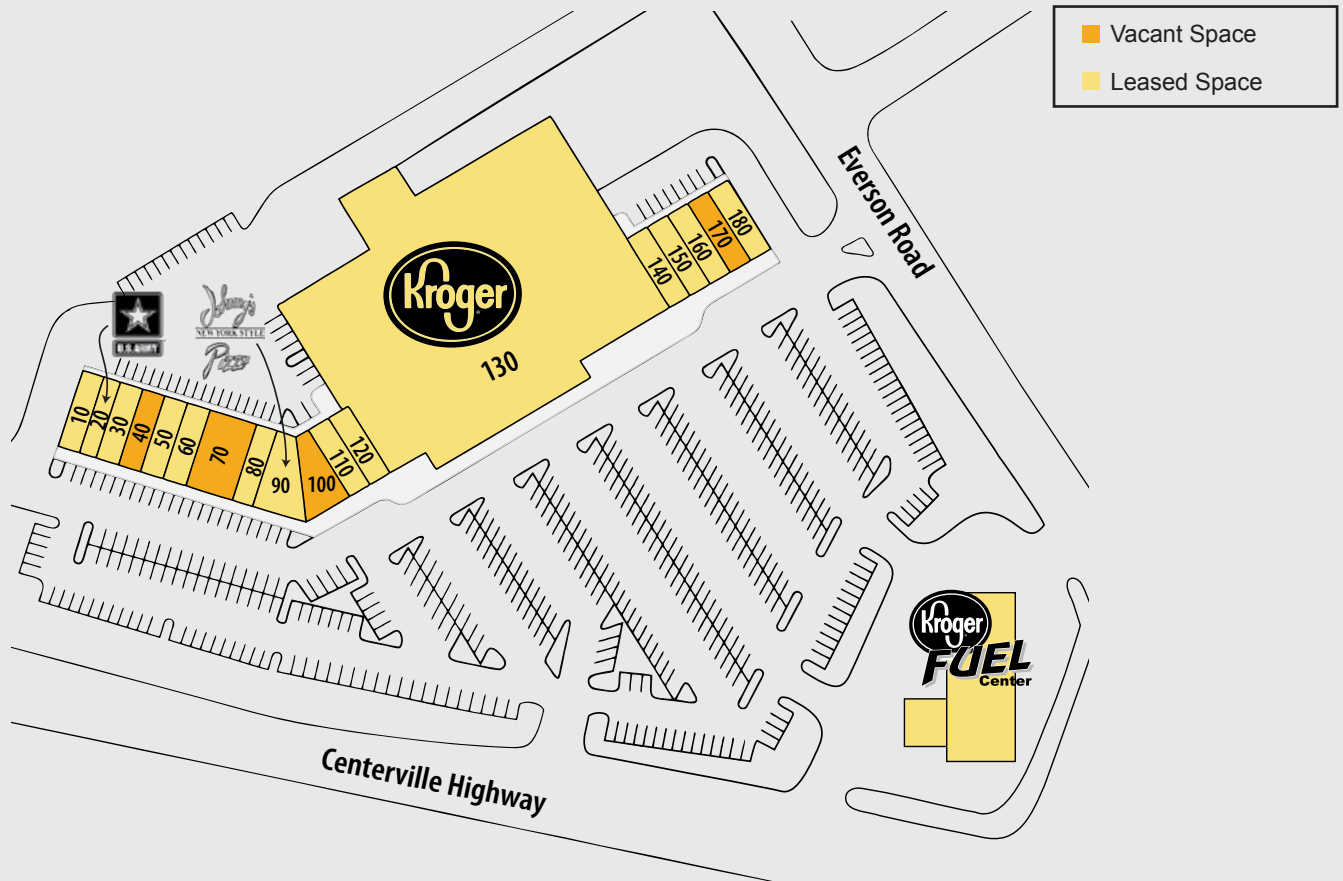 Vacant Space
Leased Space
Everson Road
180
170
160
150
140
Kroger
130
U.S. ARMY
Johnny's
NEW YORK STYLE
Pizza
10
20
30
40
50
60
70
80
90
100
110
120
Kroger
FUEL
Center
Centerville Highway